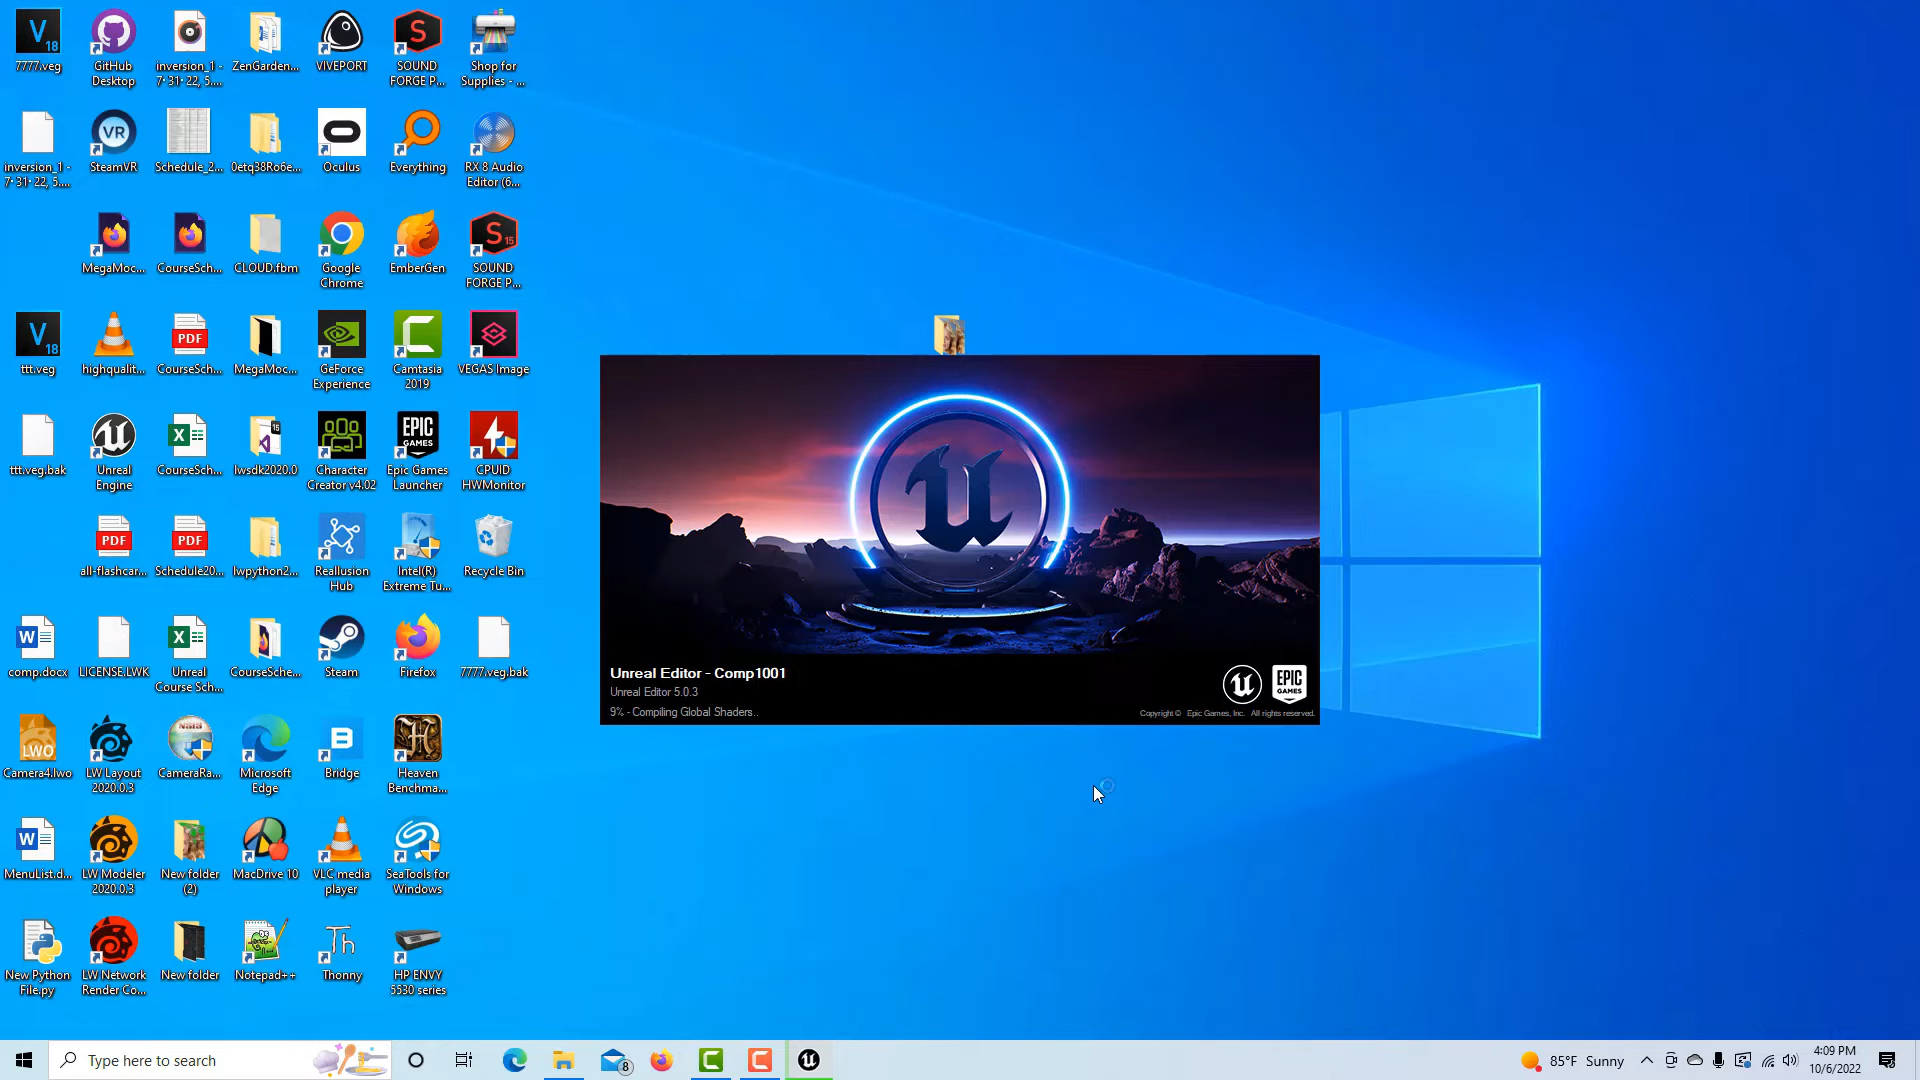 7777.veg
GitHub
Desktop
inversion_1 -
7· 31· 22, 5....
ZenGarden...
VIVEPORT
SOUND
FORGE P...
Shop for
Supplies - ...
inversion_1 -
7· 31· 22, 5....
SteamVR
Schedule_2...
0etq38Ro6e...
Oculus
Everything
RX 8 Audio
Editor (6...
MegaMoc...
CourseSch...
CLOUD.fbm
Google
Chrome
EmberGen
SOUND
FORGE P...
ttt.veg
highqualit...
CourseSch...
MegaMoc...
GeForce
Experience
Camtasia
2019
VEGAS Image
ttt.veg.bak
Unreal
Engine
CourseSch...
lwsdk2020.0
Character
Creator v4.02
Epic Games
Launcher
CPUID
HWMonitor
all-flashcar...
Schedule20...
lwpython2...
Reallusion
Hub
Intel(R)
Extreme Tu...
Recycle Bin
comp.docx
LICENSE.LWK
Unreal
Course Sch...
CourseSche...
Steam
Firefox
7777.veg.bak
Camera4.lwo
LW Layout
2020.0.3
CameraRa...
Microsoft
Edge
Bridge
Heaven
Benchma...
MenuList.d...
LW Modeler
2020.0.3
New folder
(2)
MacDrive 10
VLC media
player
SeaTools for
Windows
New Python
File.py
LW Network
Render Co...
New folder
Notepad++
Thonny
HP ENVY
5530 series
Unreal Editor - Comp1001
Unreal Editor 5.0.3
9% - Compiling Global Shaders..
EPIC
GAMES
Copyright © Epic Games, Inc. All rights reserved.
Type here to search
8
85°F Sunny
4:09 PM
10/6/2022